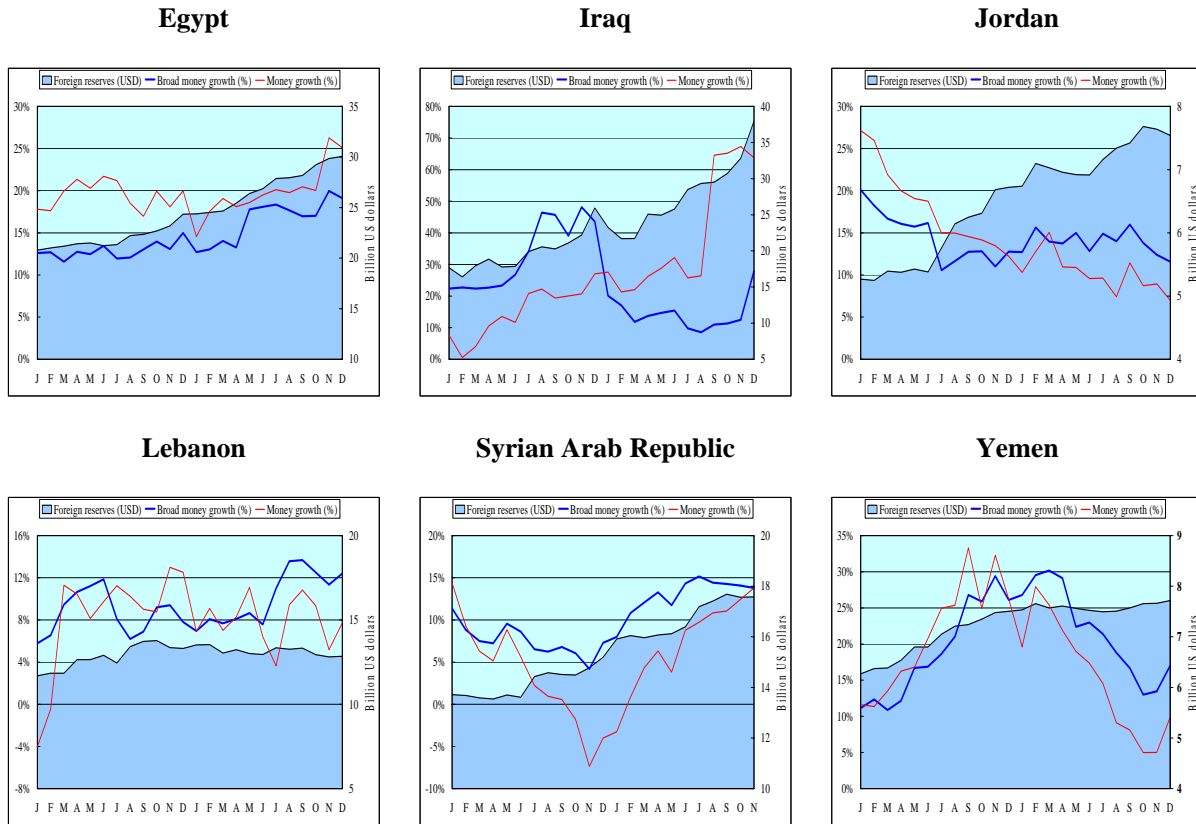 Egypt
Foreign reserves (USD) Broad money growth (%) Money growth (%)
30% 35
25% 30
20% 25
15%
10% 20
5% 15
0% 10
Billion US dollars
J F M A M J J A S O N D J F M A M J J A S O N D
Iraq
Foreign reserves (USD) Broad money growth (%) Money growth (%)
80% 40
70% 35
60% 30
50% 25
40% 20
30% 15
20% 10
10% 5
0%
Billion US dollars
J F M A M J J A S O N D J F M A M J J A S O N D
Jordan
Foreign reserves (USD) Broad money growth (%) Money growth (%)
30% 8
25% 7
20% 6
15% 5
10% 4
5%
0%
Billion US dollars
J F M A M J J A S O N D J F M A M J J A S O N D
Lebanon
Foreign reserves (USD) Broad money growth (%) Money growth (%)
16% 20
12% 15
8% 10
4% 5
0%
-4%
-8%
Billion US dollars
J F M A M J J A S O N D J F M A M J J A S O N D
Syrian Arab Republic
Foreign reserves (USD) Broad money growth (%) Money growth (%)
20% 20
15% 18
10% 16
5% 14
0% 12
-5% 10
-10%
Billion US dollars
J F M A M J J A S O N D J F M A M J J A S O N
Yemen
Foreign reserves (USD) Broad money growth (%) Money growth (%)
35% 9
30% 8
25% 7
20% 6
15% 5
10% 4
5%
0%
Billion US dollars
J F M A M J J A S O N D J F M A M J J A S O N D